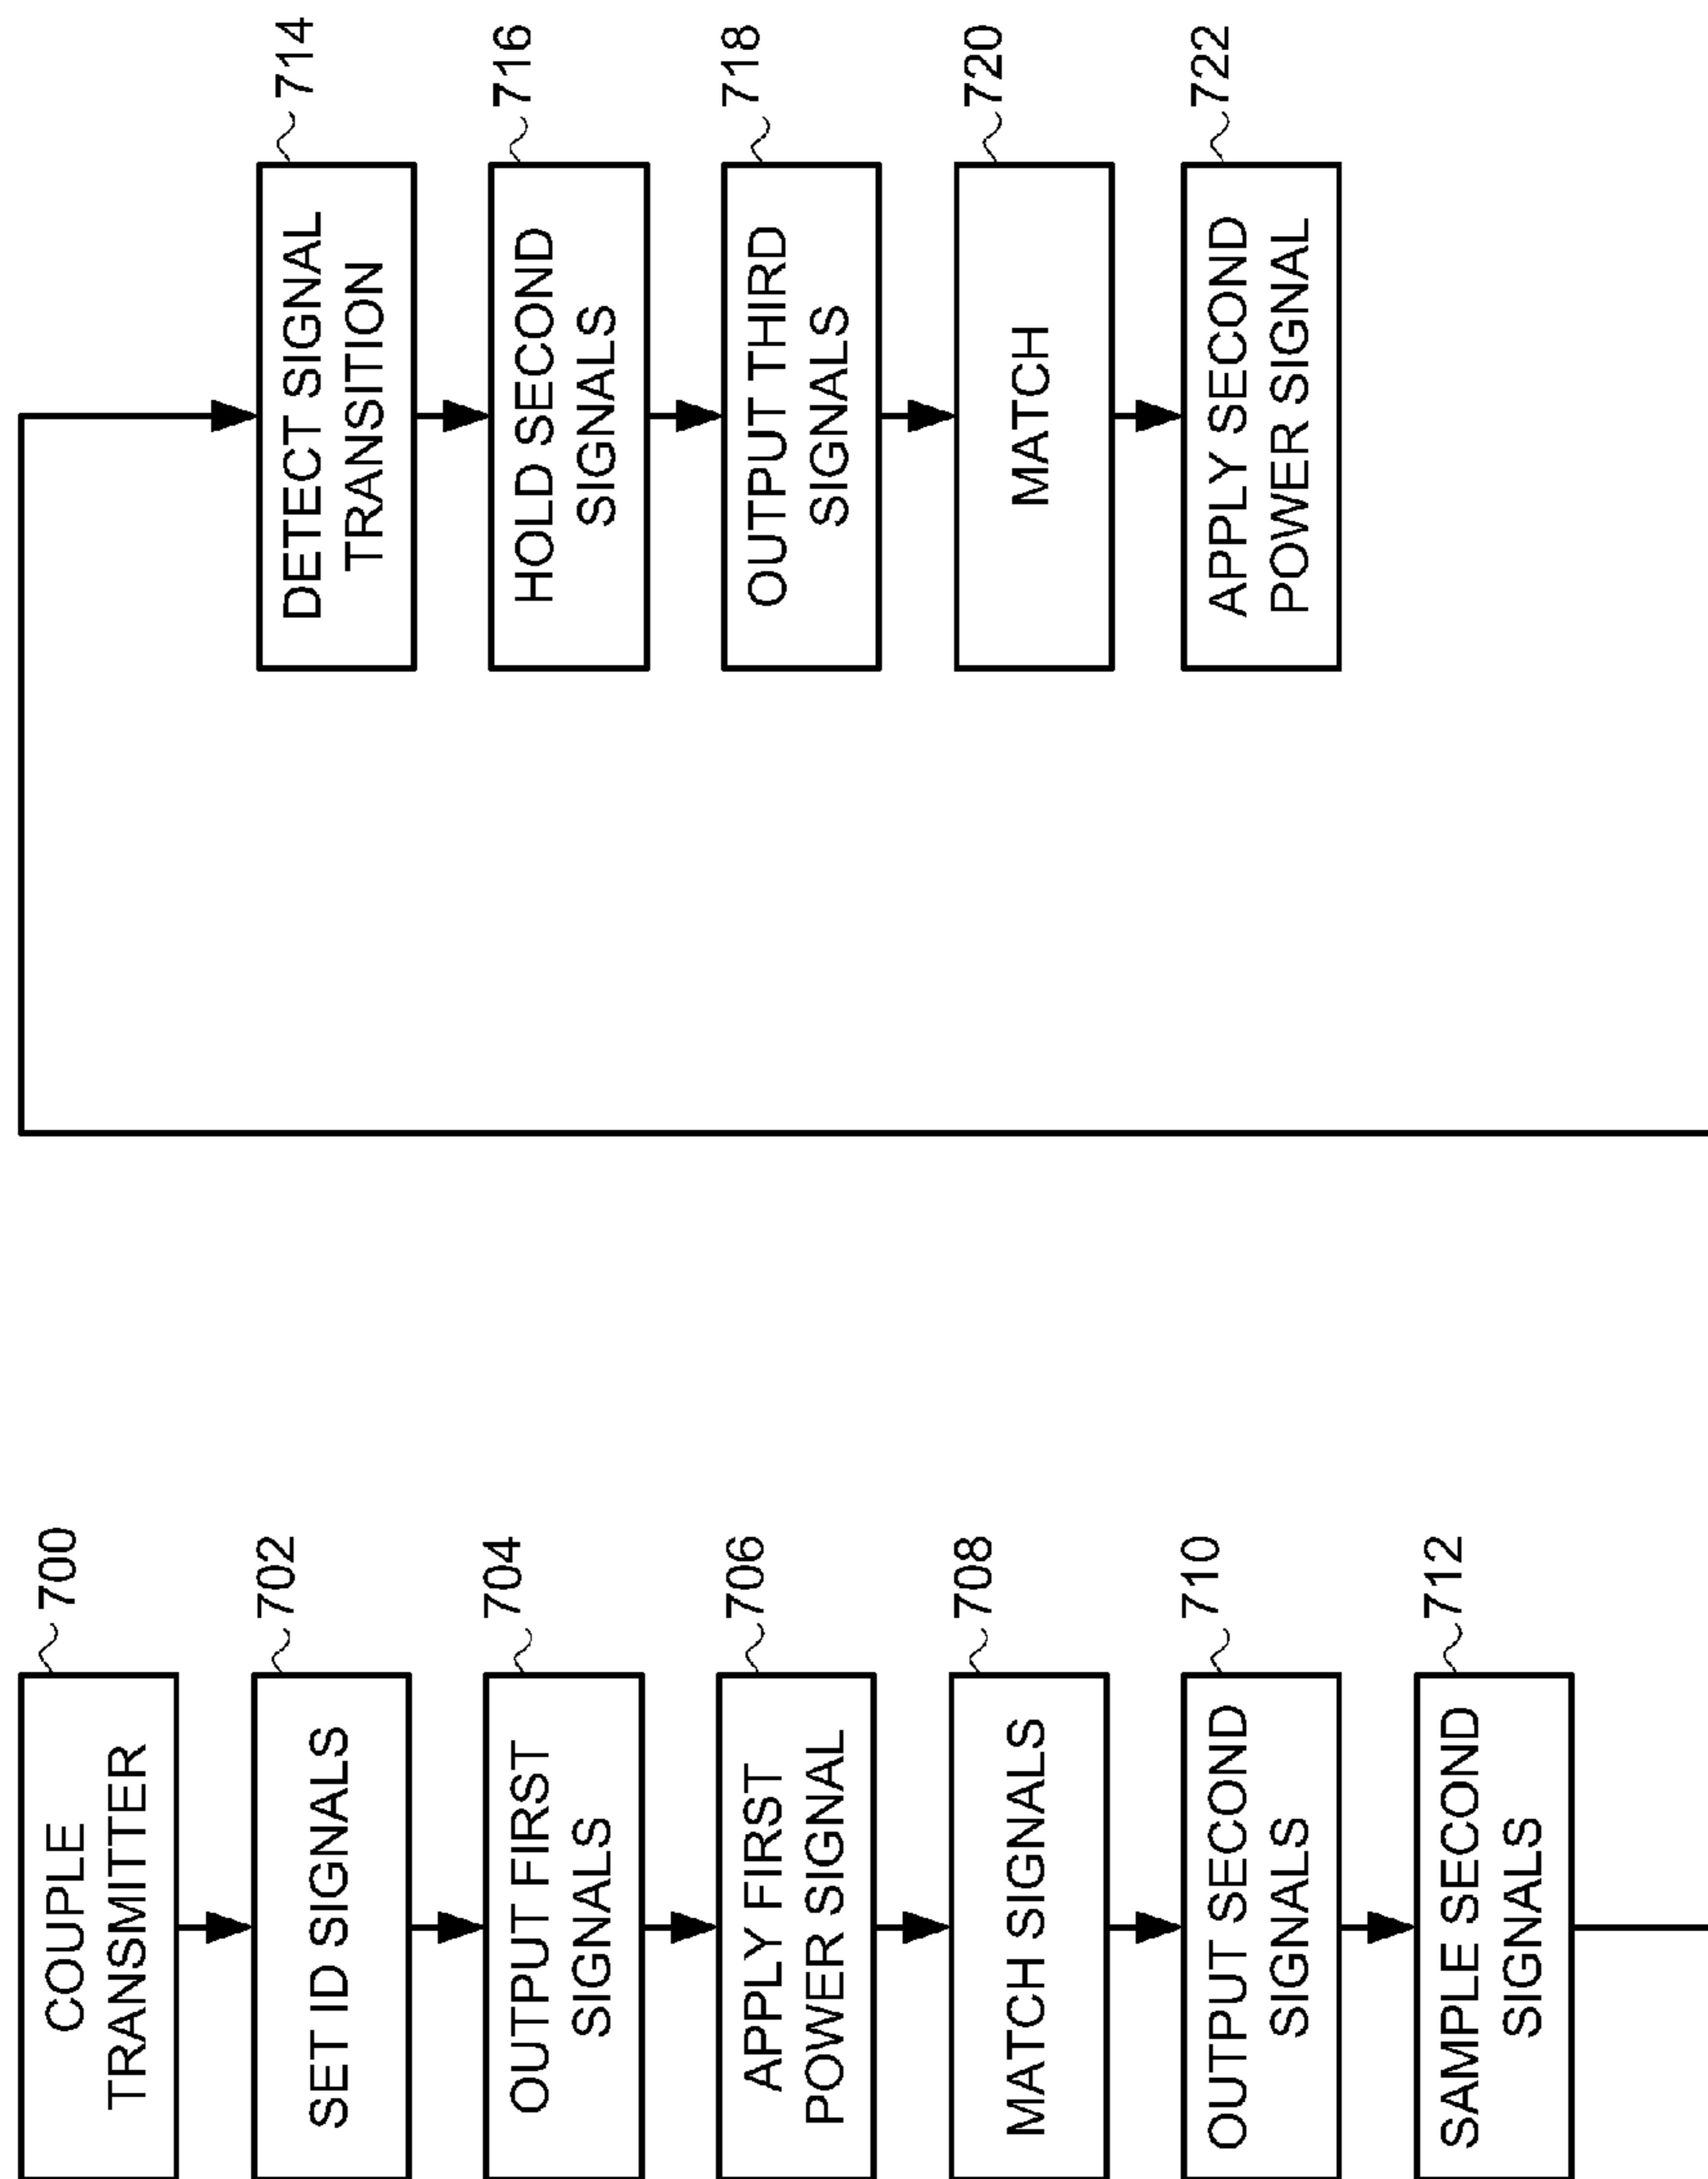 COUPLE
TRANSMITTER
700
SET ID SIGNALS
702
OUTPUT FIRST
SIGNALS
704
APPLY FIRST
POWER SIGNAL
706
MATCH SIGNALS
708
OUTPUT SECOND
SIGNALS
710
SAMPLE SECOND
SIGNALS
712
DETECT SIGNAL
TRANSITION
714
HOLD SECOND
SIGNALS
716
OUTPUT THIRD
SIGNALS
718
MATCH
720
APPLY SECOND
POWER SIGNAL
722